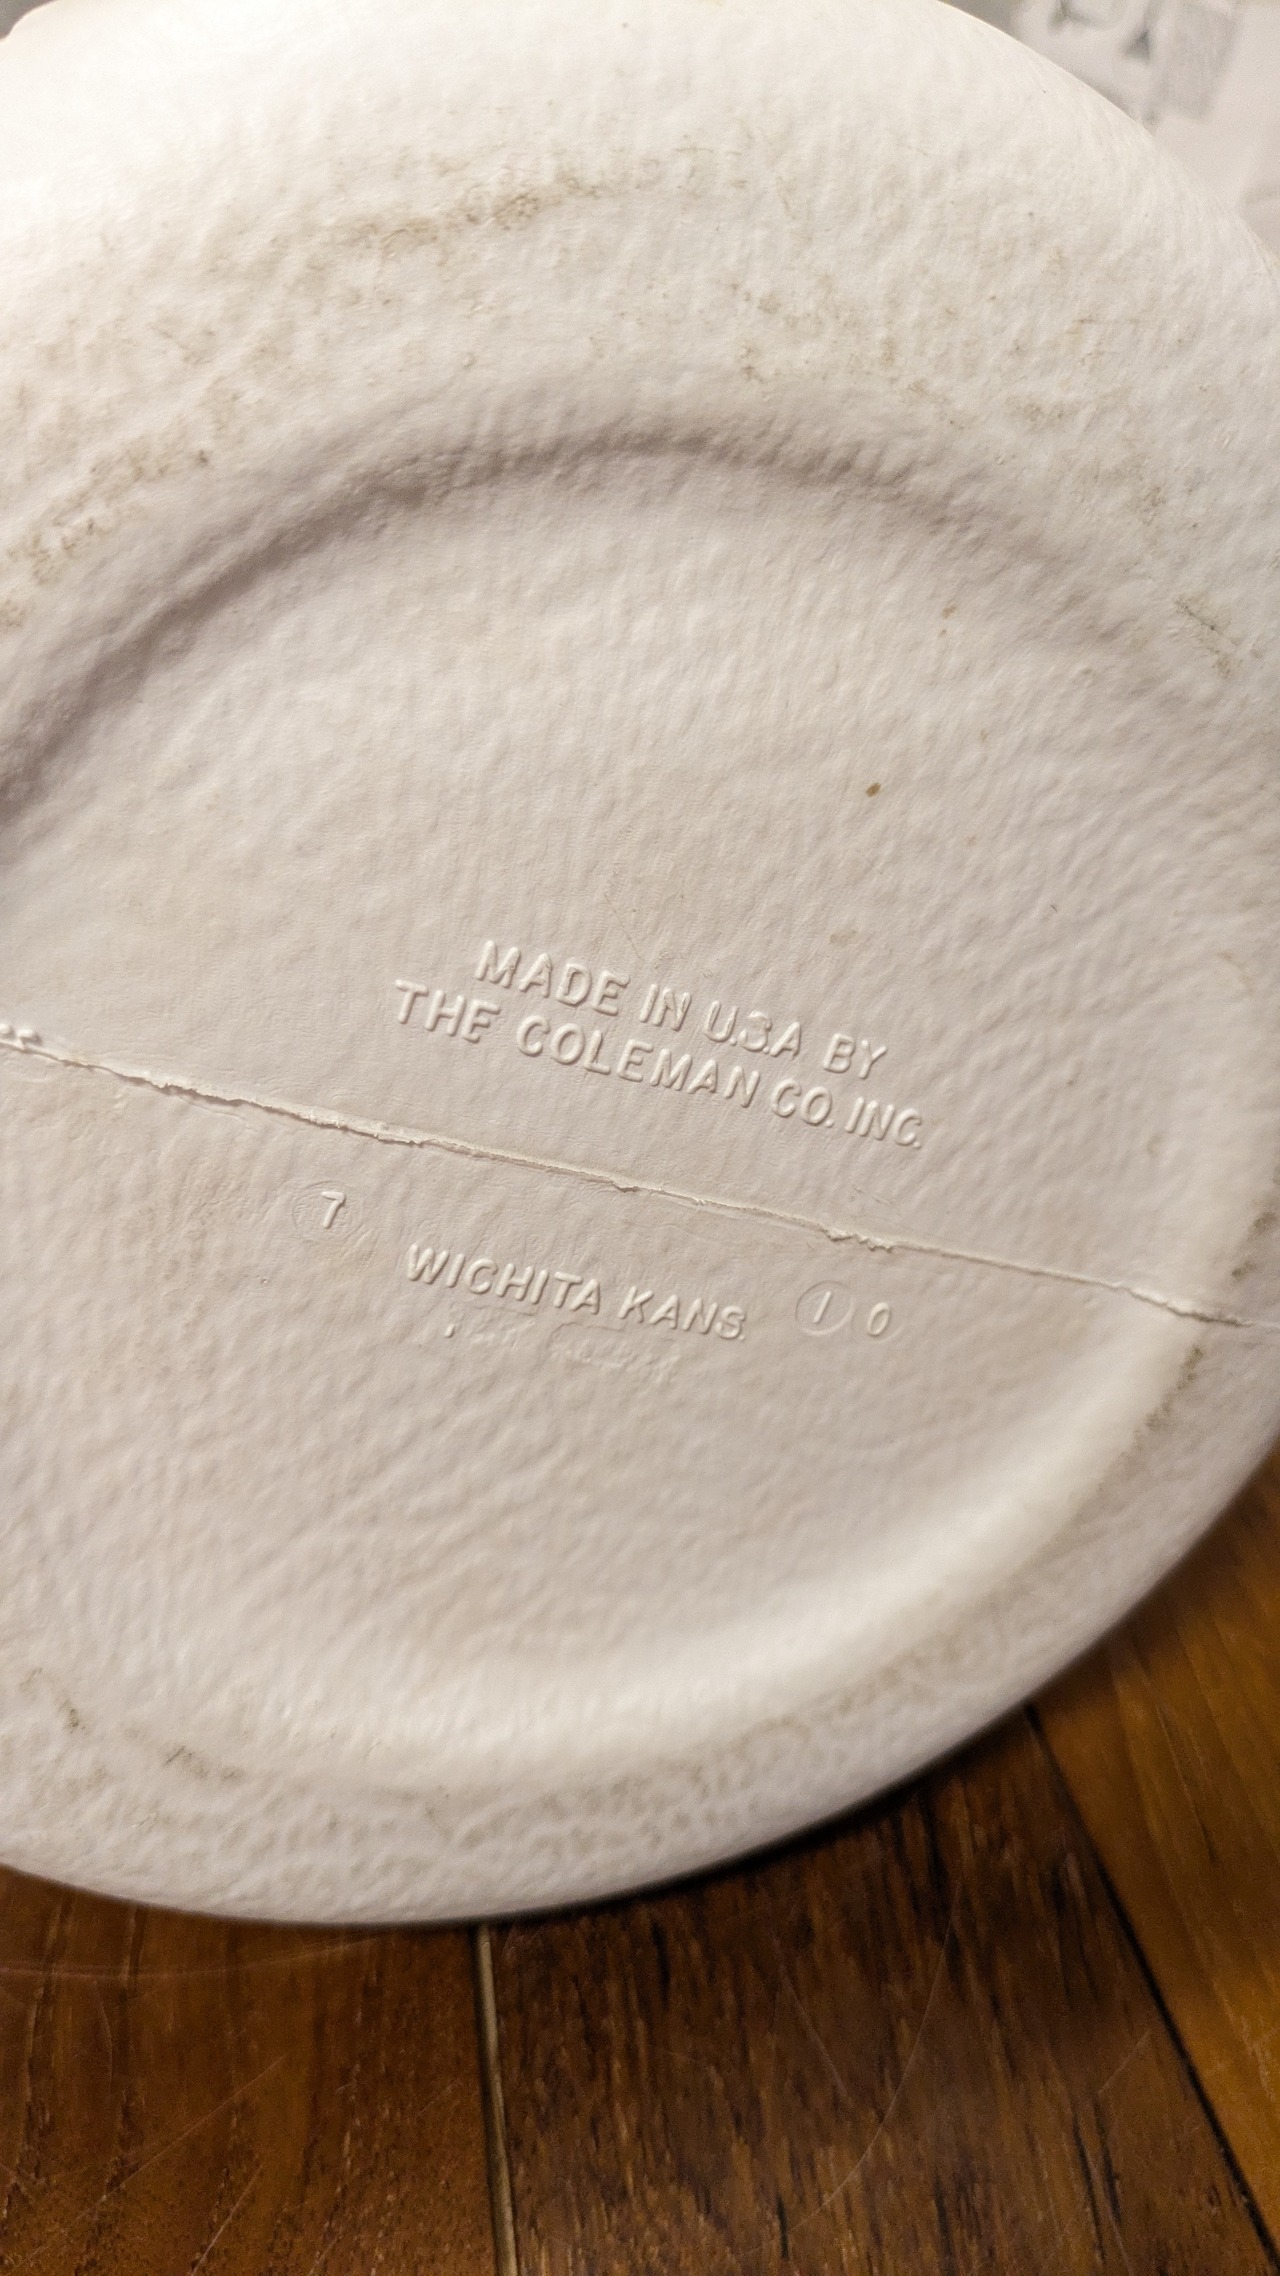 MADE IN U.S.A BY
THE COLEMAN CO. INC.
7
WICHITA KANS.
1 0